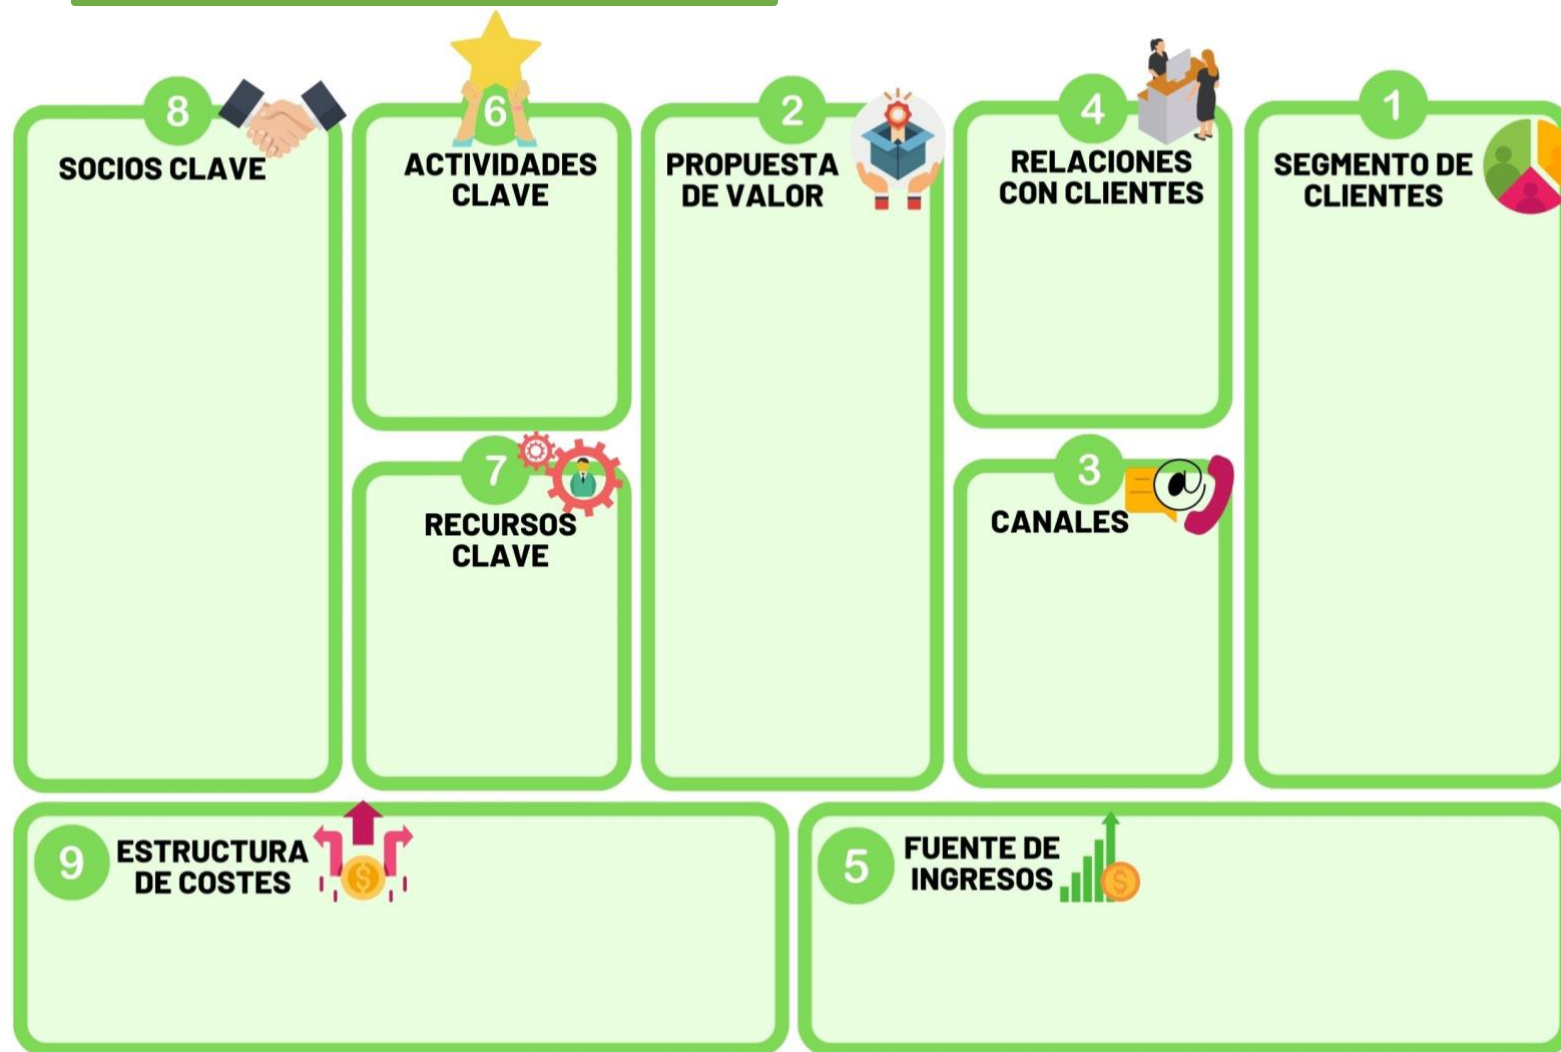 8
SOCIOS CLAVE
6
ACTIVIDADES
CLAVE
2
PROPUESTA
DE VALOR
4
RELACIONES
CON CLIENTES
1
SEGMENTO DE
CLIENTES
7
RECURSOS
CLAVE
3
CANALES
@
9
ESTRUCTURA
DE COSTES
$
5
FUENTE DE
INGRESOS
$